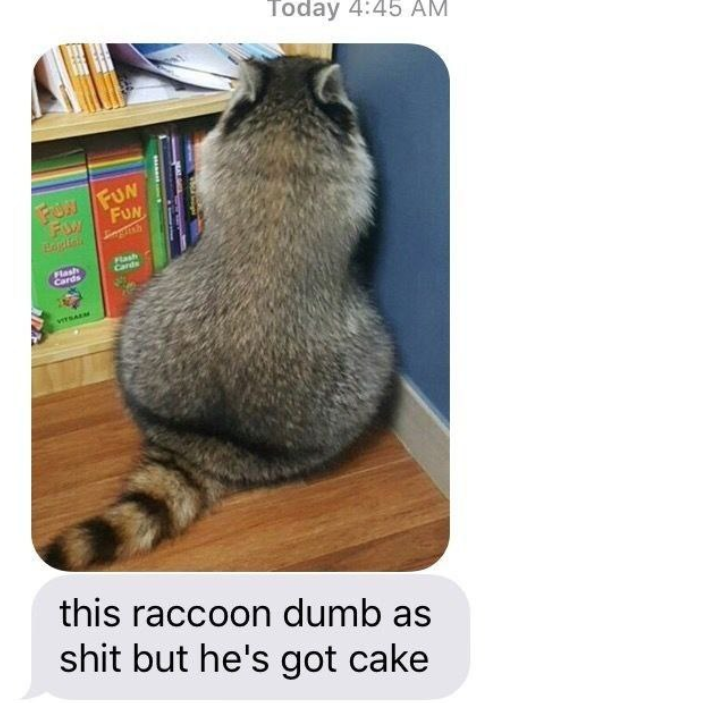 Today 4:45 AM
FUN
FUN
English
Flash
Cards
FUN
FUN
English
Flash
Cards
this raccoon dumb as
shit but he's got cake